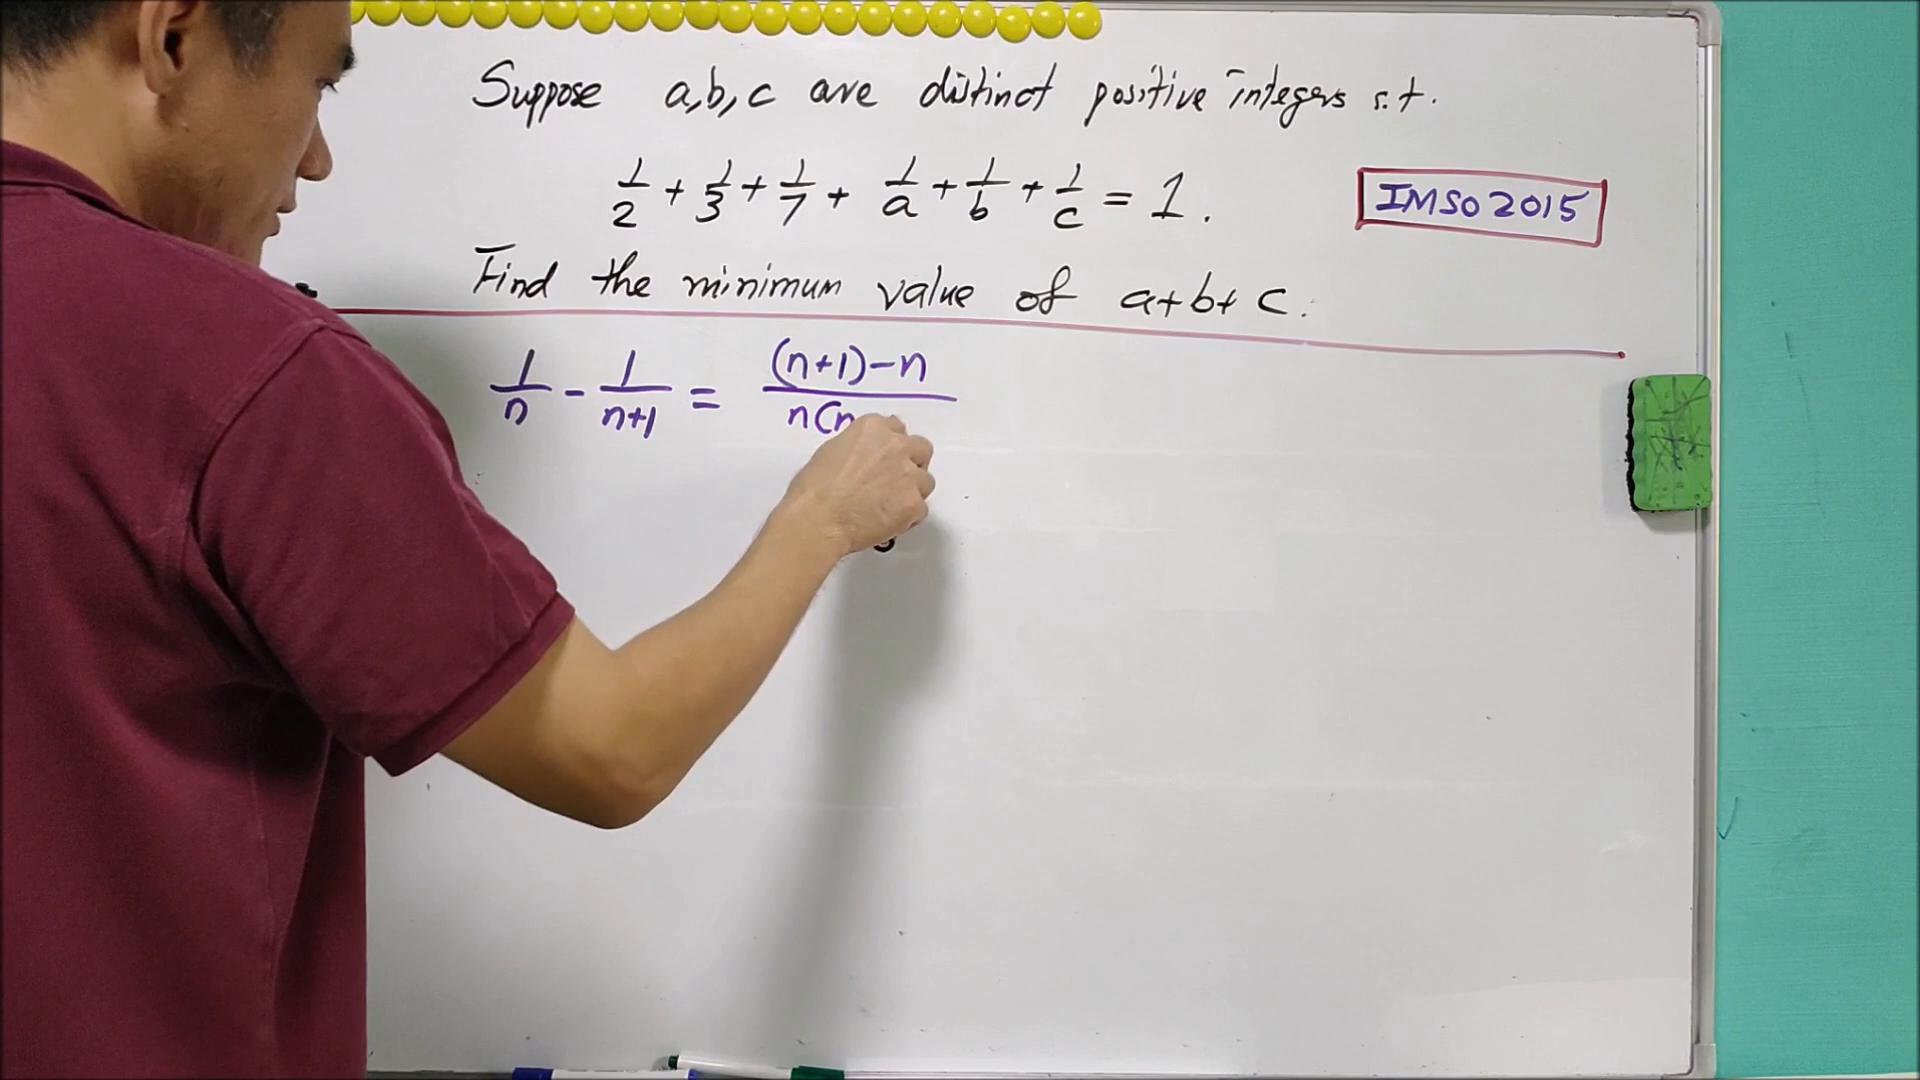 Suppose a,b,c are distinct positive integers s.t.
1/2 + 1/3 + 1/7 + 1/a + 1/b + 1/c = 1.
IMSO 2015
Find the minimum value of a+b+c.
1/n - 1/n+1 = (n+1)-n / n(n